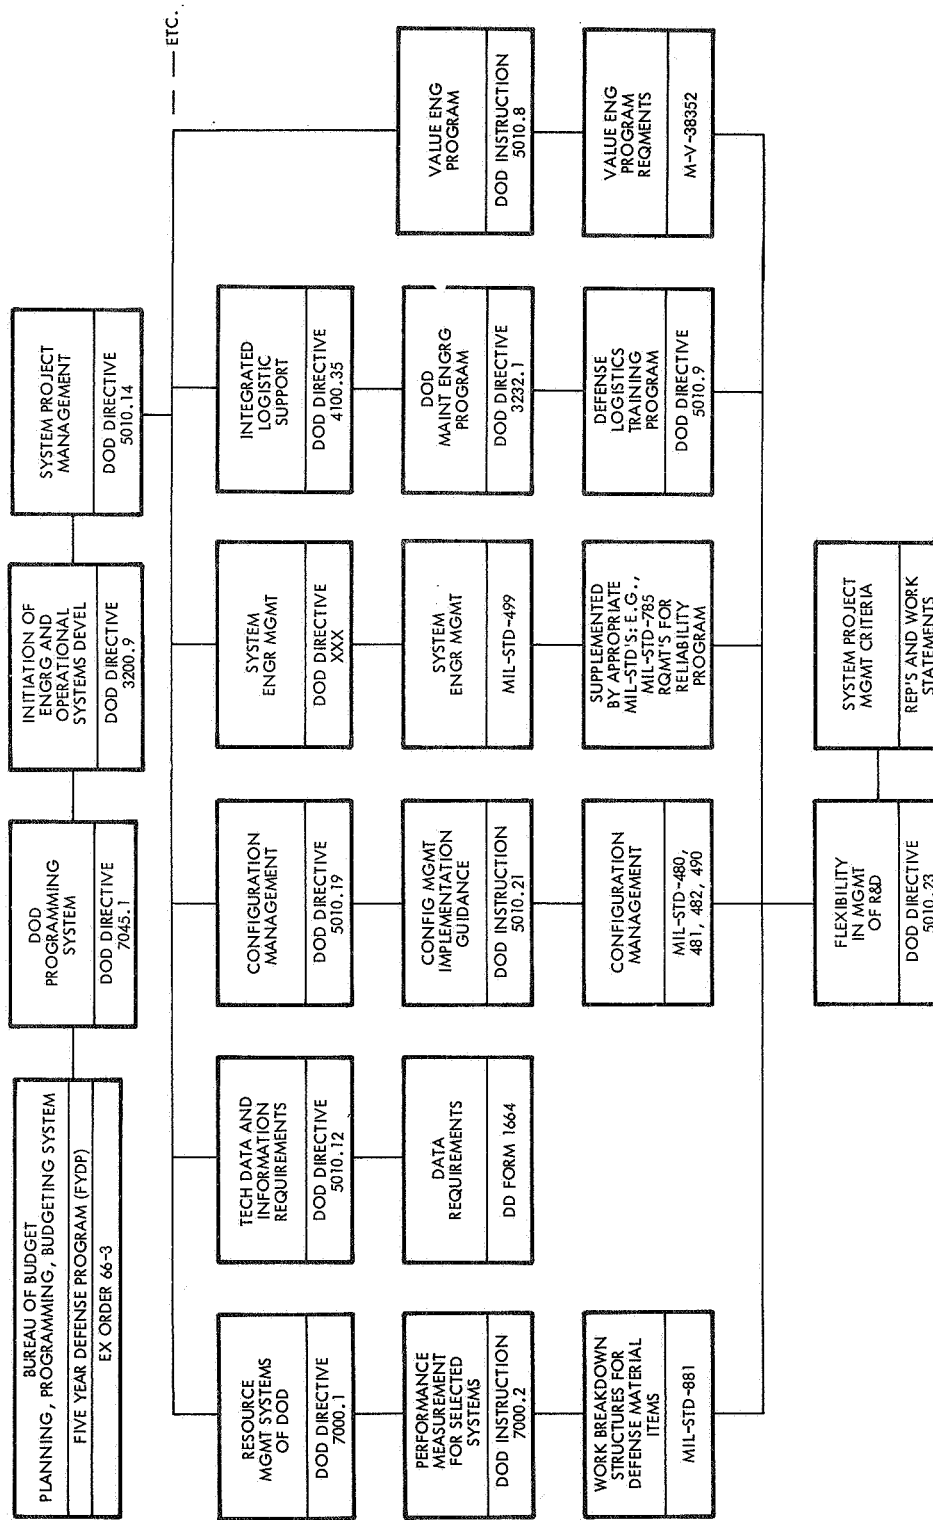 BUREAU OF BUDGET
PLANNING, PROGRAMMING, BUDGETING SYSTEM
FIVE YEAR DEFENSE PROGRAM (FYDP)
EX ORDER 66-3
DOD
PROGRAMMING
SYSTEM
DOD DIRECTIVE
7045.1
INITIATION OF
ENGRG AND
OPERATIONAL
SYSTEMS DEVEL
DOD DIRECTIVE
3200.9
SYSTEM PROJECT
MANAGEMENT
DOD DIRECTIVE
5010.14
ETC.
RESOURCE
MGMT SYSTEMS
OF DOD
DOD DIRECTIVE
7000.1
TECH DATA AND
INFORMATION
REQUIREMENTS
DOD DIRECTIVE
5010.12
CONFIGURATION
MANAGEMENT
DOD DIRECTIVE
5010.19
SYSTEM
ENGR MGMT
DOD DIRECTIVE
XXX
INTEGRATED
LOGISTIC
SUPPORT
DOD DIRECTIVE
4100.35
PERFORMANCE
MEASUREMENT
FOR SELECTED
SYSTEMS
DOD INSTRUCTION
7000.2
DATA
REQUIREMENTS
DD FORM 1664
CONFIG MGMT
IMPLEMENTATION
GUIDANCE
DOD INSTRUCTION
5010.21
SYSTEM
ENGR MGMT
MIL-STD-499
DOD
MAINT ENGRG
PROGRAM
DOD DIRECTIVE
3232.1
VALUE ENG
PROGRAM
DOD INSTRUCTION
5010.8
WORK BREAKDOWN
STRUCTURES FOR
DEFENSE MATERIAL
ITEMS
MIL-STD-881
CONFIGURATION
MANAGEMENT
MIL-STD-480,
481, 482, 490
SUPPLEMENTED
BY APPROPRIATE
MIL-STD'S: E.G.,
MIL-STD-785
RQMT'S FOR
RELIABILITY
PROGRAM
DEFENSE
LOGISTICS
TRAINING
PROGRAM
DOD DIRECTIVE
5010.9
VALUE ENG
PROGRAM
REQMENTS
M-V-38352
FLEXIBILITY
IN MGMT
OF R&D
DOD DIRECTIVE
5010.23
SYSTEM PROJECT
MGMT CRITERIA
REP'S AND WORK
STATEMENTS